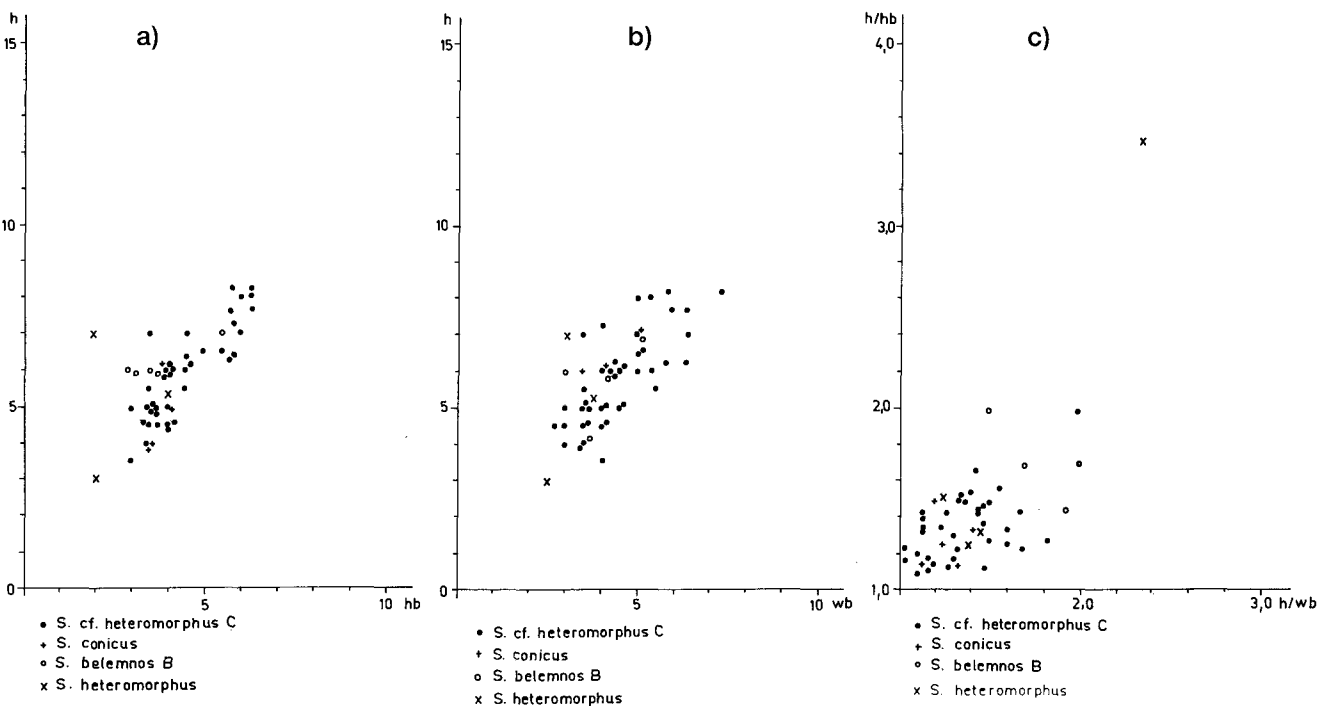 a)
h
15
10
5
0
5
10 hb
• S. cf. heteromorphus C
+ S. conicus
o S. belemnos B
x S. heteromorphus
b)
h
15
10
5
0
5
10 wb
• S. cf. heteromorphus C
+ S. conicus
o S. belemnos B
x S. heteromorphus
c)
h/hb
4,0
3,0
2,0
1,0
2,0
3,0 h/wb
• S. cf. heteromorphus C
+ S. conicus
o S. belemnos B
x S. heteromorphus